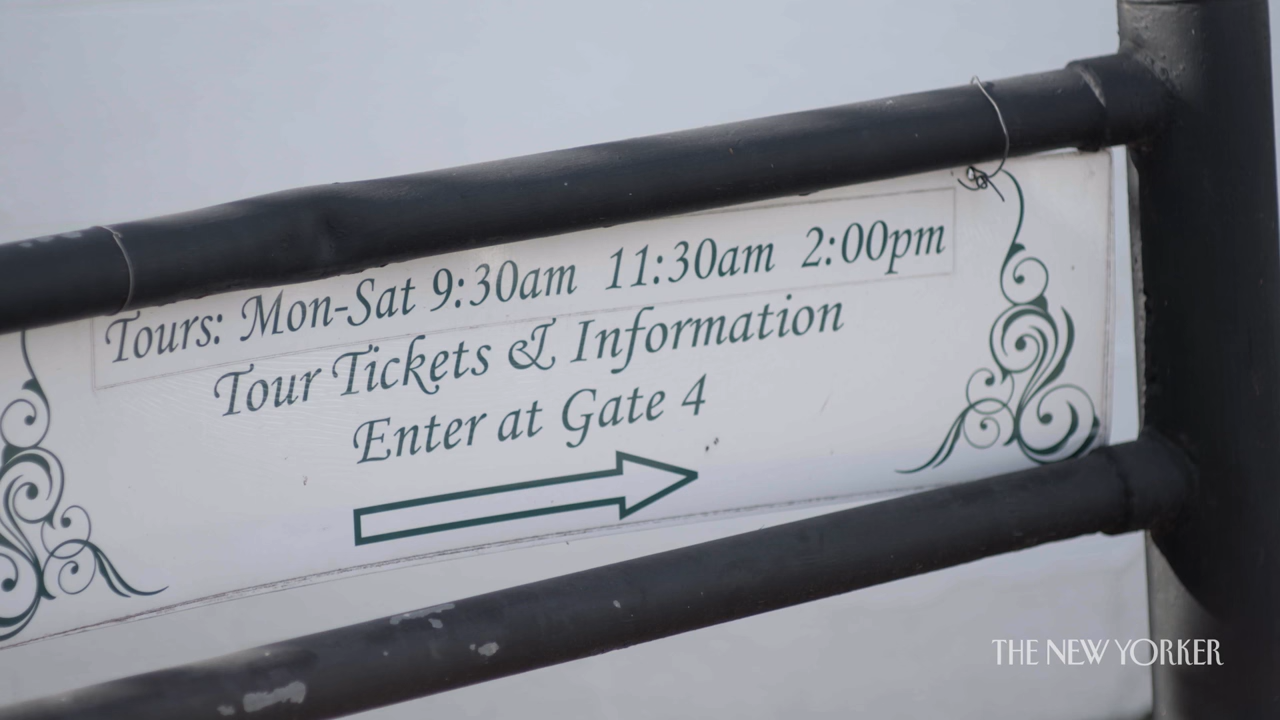 Tours: Mon-Sat 9:30am 11:30am 2:00pm
Tour Tickets & Information
Enter at Gate 4
THE NEW YORKER